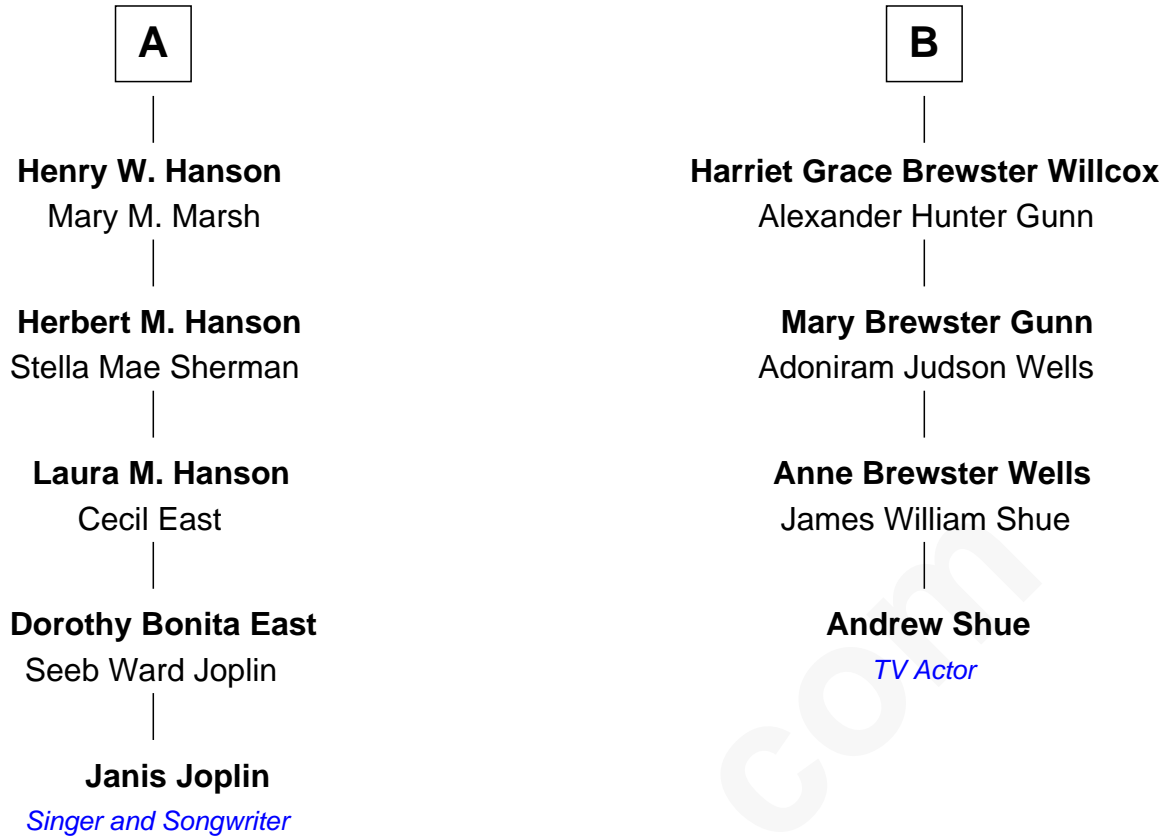 A
Henry W. Hanson
Mary M. Marsh
Herbert M. Hanson
Stella Mae Sherman
Laura M. Hanson
Cecil East
Dorothy Bonita East
Seeb Ward Joplin
Janis Joplin
Singer and Songwriter
B
Harriet Grace Brewster Willcox
Alexander Hunter Gunn
Mary Brewster Gunn
Adoniram Judson Wells
Anne Brewster Wells
James William Shue
Andrew Shue
TV Actor
com